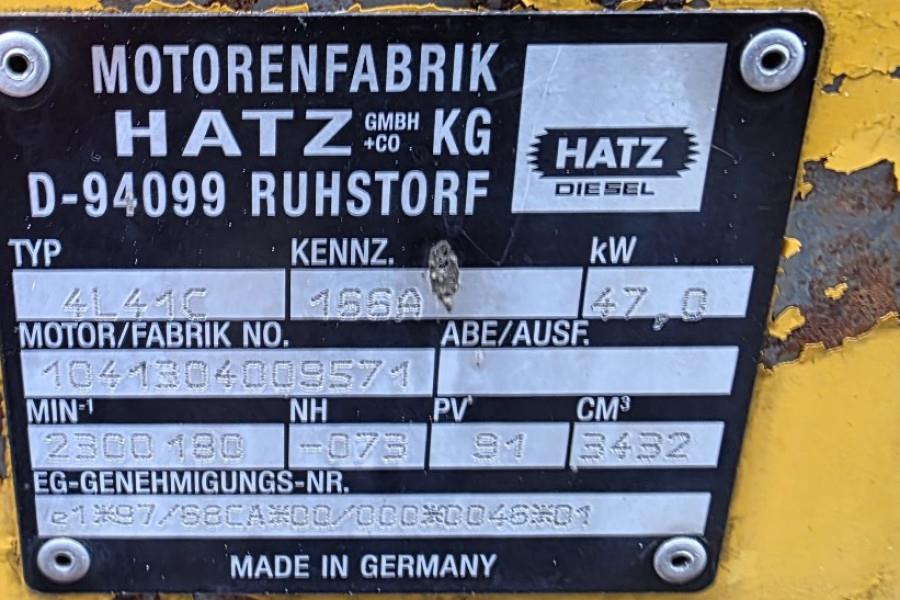 MOTORENFABRIK
HATZ GMBH +CO KG
D-94099 RUHSTORF
HATZ
DIESEL
TYP KENNZ. kW
4L41C 166A 47,0
MOTOR/FABRIK NO. ABE/AUSF.
1041304009571
MIN-1 NH PV CM³
2300 180 -073 91 3432
EG-GENEHMIGUNGS-NR.
e1*97/68CA*00/000*0046*01
MADE IN GERMANY